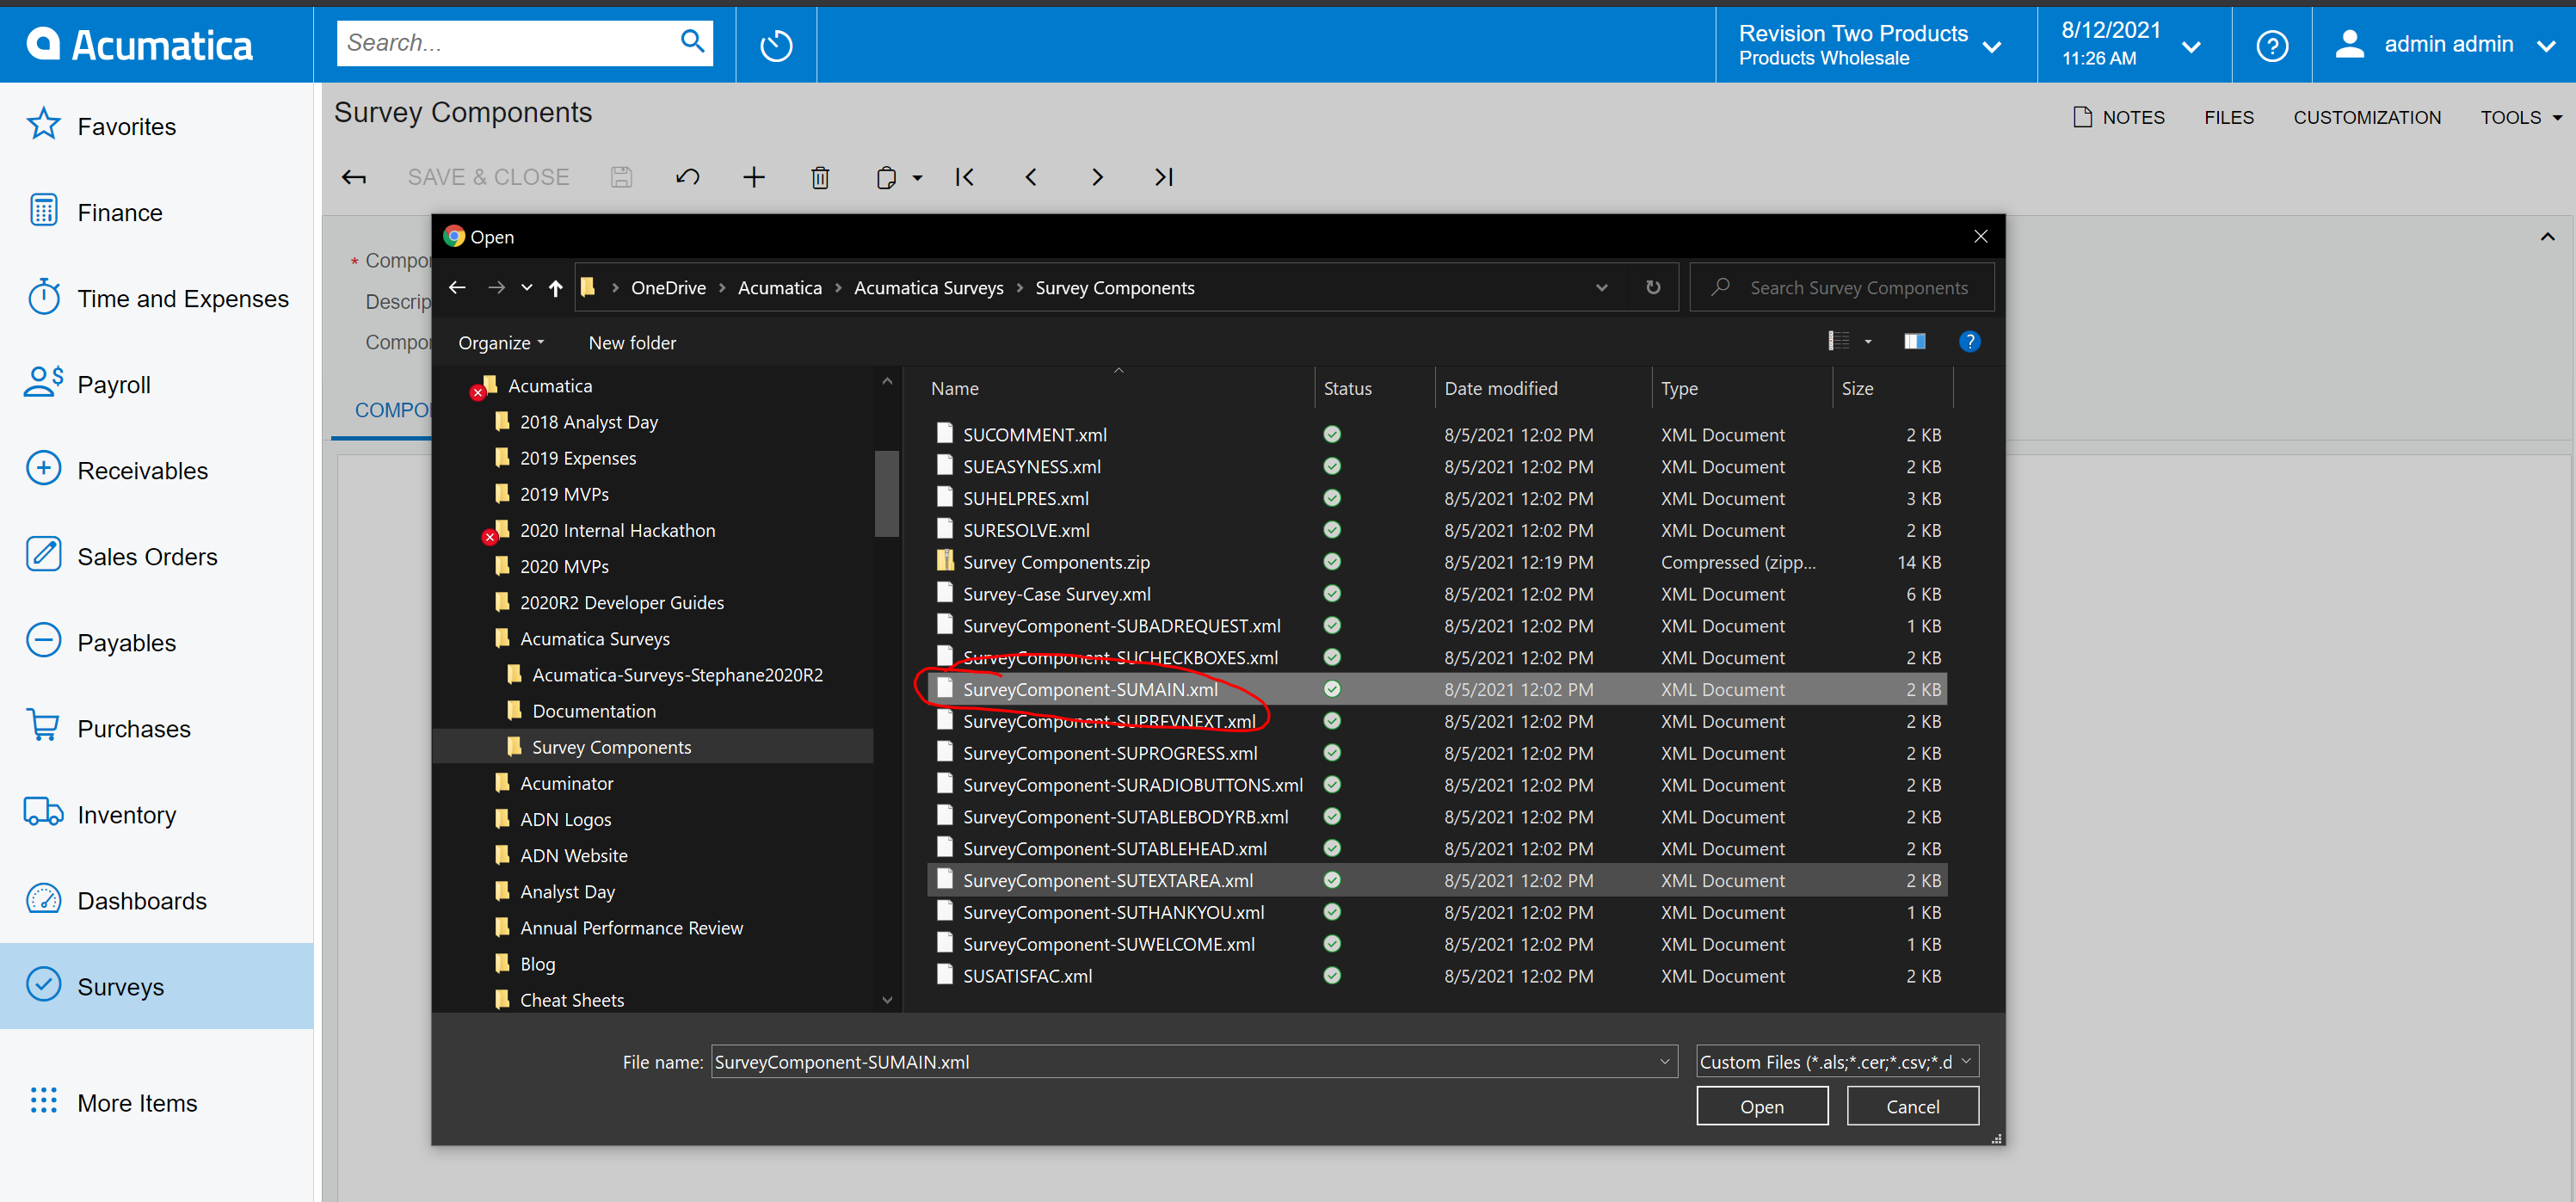 Acumatica
Search...
Revision Two Products
Products Wholesale
8/12/2021
11:26 AM
?
admin admin
Favorites
Finance
Time and Expenses
Payroll
Receivables
Sales Orders
Payables
Purchases
Inventory
Dashboards
Surveys
More Items
Survey Components
NOTES
FILES
CUSTOMIZATION
TOOLS
SAVE & CLOSE
* Compo
Descrip
Compo
COMPO
Open
OneDrive > Acumatica > Acumatica Surveys > Survey Components
Search Survey Components
Organize
New folder
?
Acumatica
2018 Analyst Day
2019 Expenses
2019 MVPs
2020 Internal Hackathon
2020 MVPs
2020R2 Developer Guides
Acumatica Surveys
Acumatica-Surveys-Stephane2020R2
Documentation
Survey Components
Acuminator
ADN Logos
ADN Website
Analyst Day
Annual Performance Review
Blog
Cheat Sheets
Name Status Date modified Type Size
SUCOMMENT.xml 8/5/2021 12:02 PM XML Document 2 KB
SUEASYNESS.xml 8/5/2021 12:02 PM XML Document 2 KB
SUHELPRES.xml 8/5/2021 12:02 PM XML Document 3 KB
SURESOLVE.xml 8/5/2021 12:02 PM XML Document 2 KB
Survey Components.zip 8/5/2021 12:19 PM Compressed (zipp... 14 KB
Survey-Case Survey.xml 8/5/2021 12:02 PM XML Document 6 KB
SurveyComponent-SUBADREQUEST.xml 8/5/2021 12:02 PM XML Document 1 KB
SurveyComponent-SUCHECKBOXES.xml 8/5/2021 12:02 PM XML Document 2 KB
SurveyComponent-SUMAIN.xml 8/5/2021 12:02 PM XML Document 2 KB
SurveyComponent-SUPREVNEXT.xml 8/5/2021 12:02 PM XML Document 2 KB
SurveyComponent-SUPROGRESS.xml 8/5/2021 12:02 PM XML Document 2 KB
SurveyComponent-SURADIOBUTTONS.xml 8/5/2021 12:02 PM XML Document 2 KB
SurveyComponent-SUTABLEBODYRB.xml 8/5/2021 12:02 PM XML Document 2 KB
SurveyComponent-SUTABLEHEAD.xml 8/5/2021 12:02 PM XML Document 2 KB
SurveyComponent-SUTEXTAREA.xml 8/5/2021 12:02 PM XML Document 2 KB
SurveyComponent-SUTHANKYOU.xml 8/5/2021 12:02 PM XML Document 1 KB
SurveyComponent-SUWELCOME.xml 8/5/2021 12:02 PM XML Document 1 KB
SUSATISFAC.xml 8/5/2021 12:02 PM XML Document 2 KB
File name: SurveyComponent-SUMAIN.xml
Custom Files (*.als;*.cer;*.csv;*.d
Open
Cancel